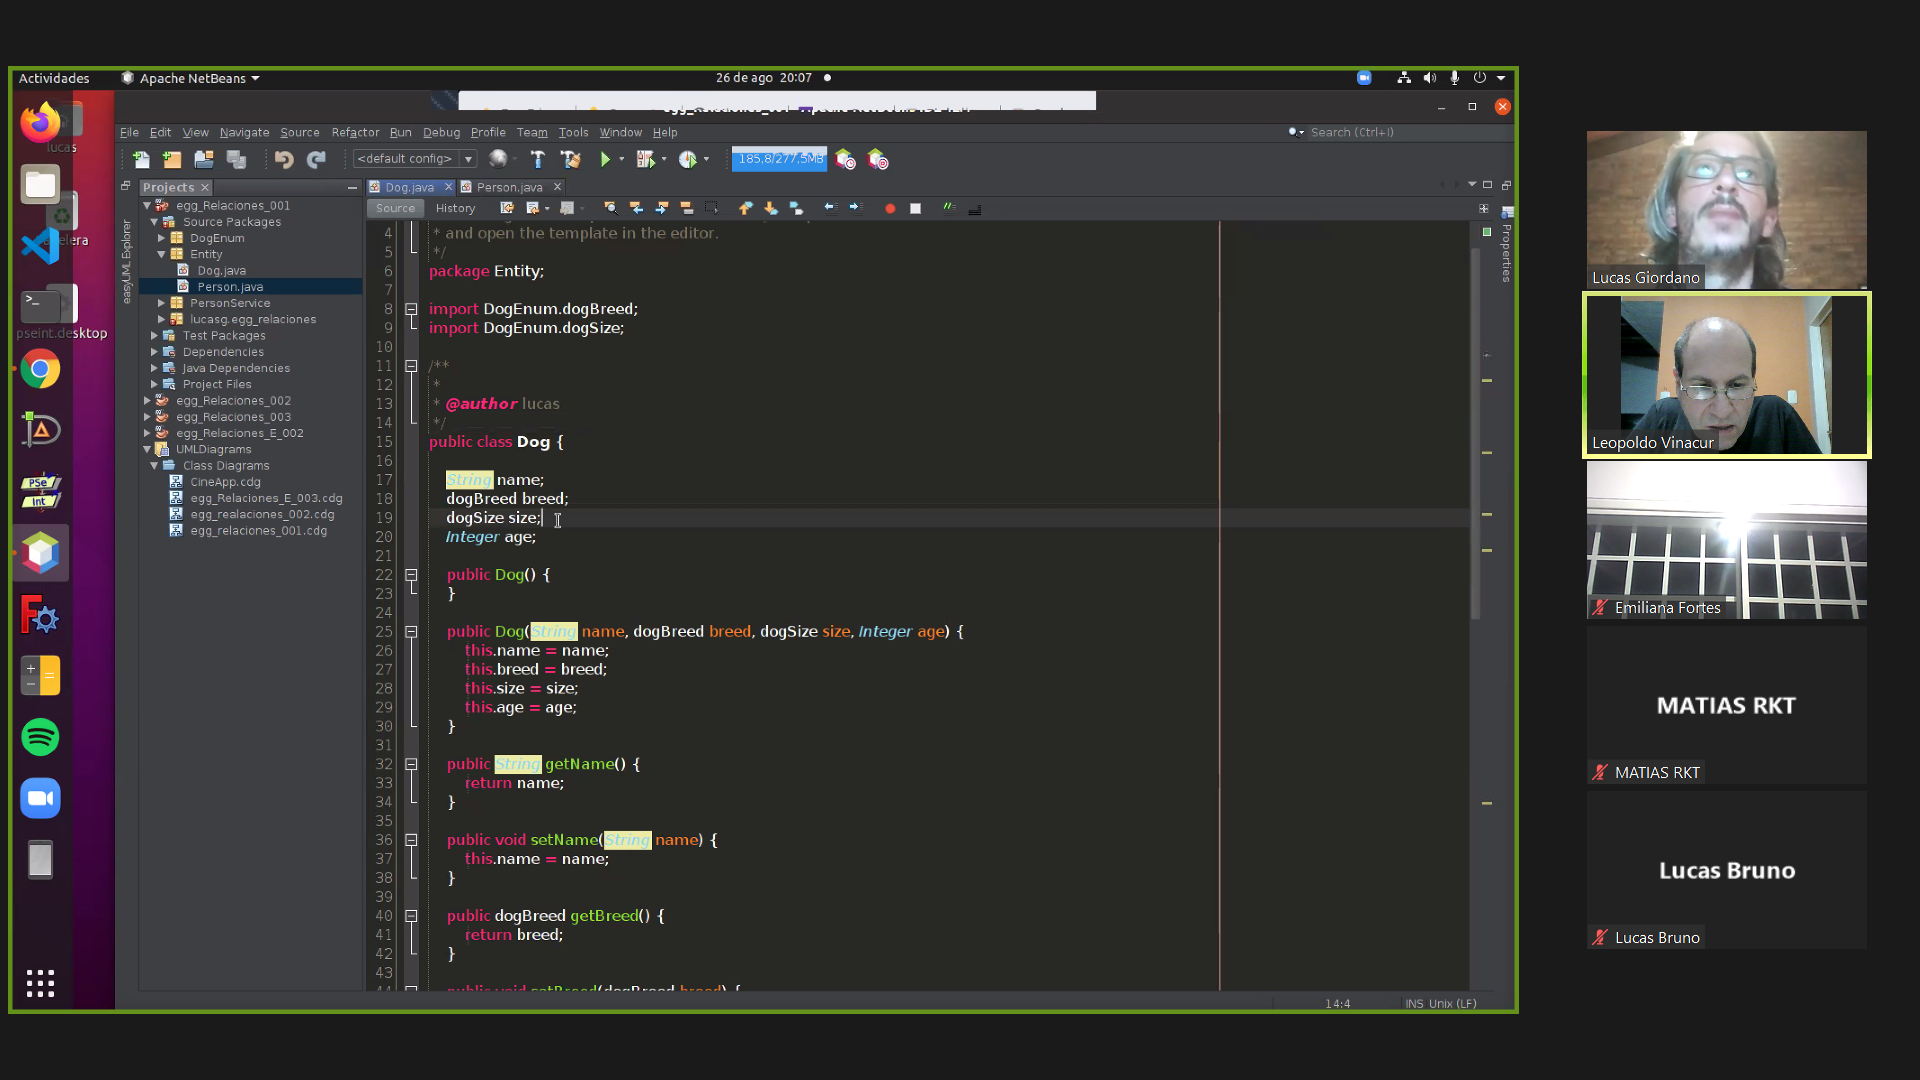 Actividades
Apache NetBeans
26 de ago 20:07
File Edit View Navigate Source Refactor Run Debug Profile Team Tools Window Help
Search (Ctrl+I)
<default config>
185,8/277,5MB
lucas
pseint.desktop
Projects
easyUML Explorer
egg_Relaciones_001
Source Packages
DogEnum
Entity
Dog.java
Person.java
PersonService
lucasg.egg_relaciones
Test Packages
Dependencies
Java Dependencies
Project Files
egg_Relaciones_002
egg_Relaciones_003
egg_Relaciones_E_002
UMLDiagrams
Class Diagrams
CineApp.cdg
egg_Relaciones_E_003.cdg
egg_realaciones_002.cdg
egg_relaciones_001.cdg
Dog.java
Person.java
Source
History
Properties
4 * and open the template in the editor.
5 */
6 package Entity;
7
8 import DogEnum.dogBreed;
9 import DogEnum.dogSize;
10
11 /**
12 *
13 * @author lucas
14 */
15 public class Dog {
16
17 String name;
18 dogBreed breed;
19 dogSize size;
20 Integer age;
21
22 public Dog() {
23 }
24
25 public Dog(String name, dogBreed breed, dogSize size, Integer age) {
26 this.name = name;
27 this.breed = breed;
28 this.size = size;
29 this.age = age;
30 }
31
32 public String getName() {
33 return name;
34 }
35
36 public void setName(String name) {
37 this.name = name;
38 }
39
40 public dogBreed getBreed() {
41 return breed;
42 }
43
44 public void setBreed(dogBreed breed) {
14:4
INS Unix (LF)
Lucas Giordano
Leopoldo Vinacur
Emiliana Fortes
MATIAS RKT
MATIAS RKT
Lucas Bruno
Lucas Bruno